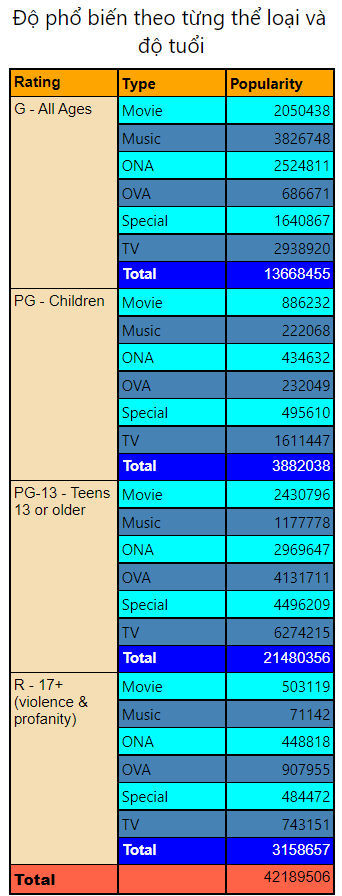 Độ phổ biến theo từng thể loại và
độ tuổi
Rating Type Popularity
G - All Ages Movie 2050438
Music 3826748
ONA 2524811
OVA 686671
Special 1640867
TV 2938920
Total 13668455
PG - Children Movie 886232
Music 222068
ONA 434632
OVA 232049
Special 495610
TV 1611447
Total 3882038
PG-13 - Teens Movie 2430796
13 or older Music 1177778
ONA 2969647
OVA 4131711
Special 4496209
TV 6274215
Total 21480356
R - 17+ Movie 503119
(violence & Music 71142
profanity) ONA 448818
OVA 907955
Special 484472
TV 743151
Total 3158657
Total 42189506